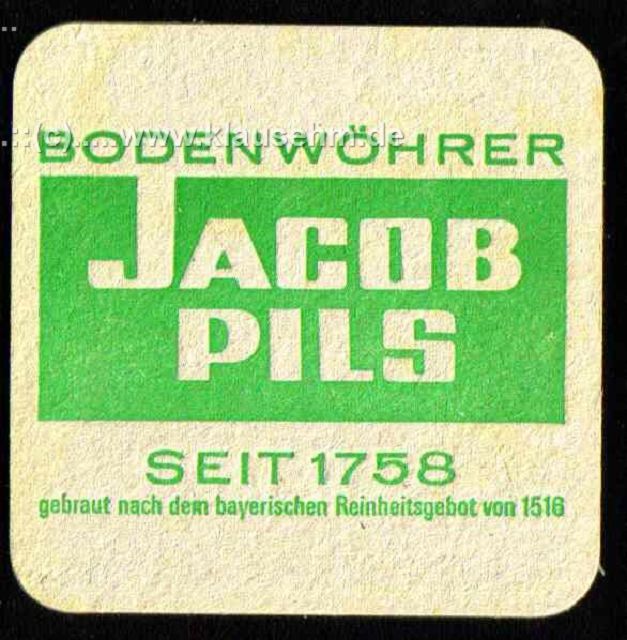 ..
.::(c)..... www.klausehm.de
BODENWÖHRER
JACOB
PILS
SEIT 1758
gebraut nach dem bayerischen Reinheitsgebot von 1516